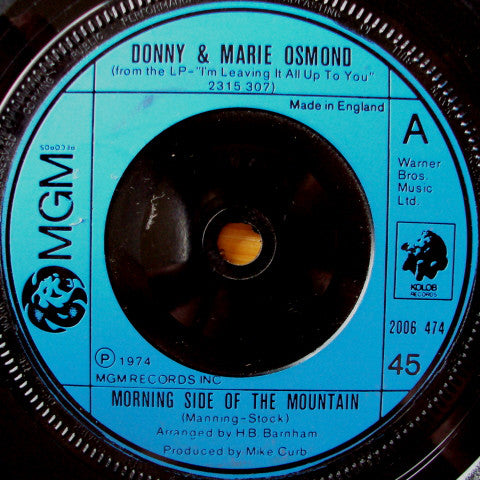 DONNY & MARIE OSMOND
(from the LP-"I'm Leaving It All Up To You"
2315 307)
Made in England
A
Warner
Bros.
Music
Ltd.
MGM
KOLOB
RECORDS
2006 474
45
Ⓟ 1974
MGM RECORDS INC
MORNING SIDE OF THE MOUNTAIN
(Manning-Stock)
Arranged by H.B. Barnham
Produced by Mike Curb